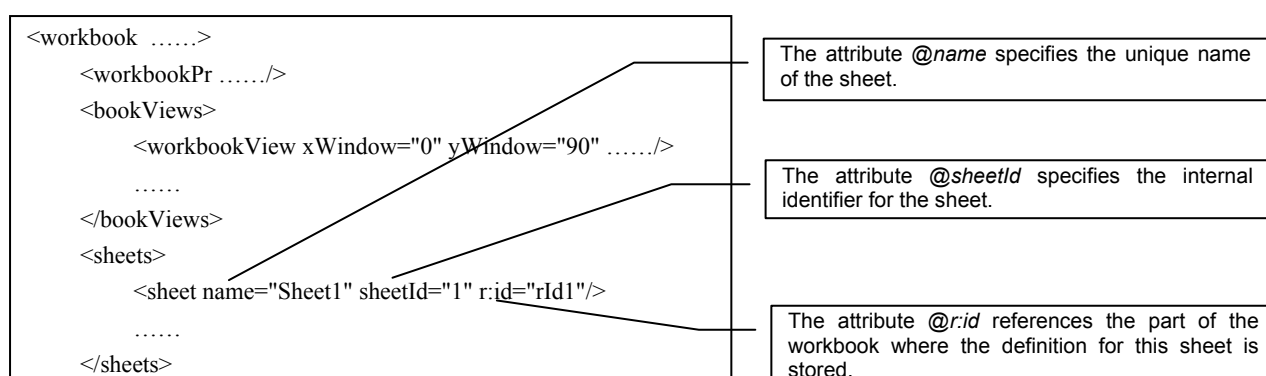 <workbook ……>
<workbookPr ……/>
<bookViews>
<workbookView xWindow="0" yWindow="90" ……/>
……
</bookViews>
<sheets>
<sheet name="Sheet1" sheetId="1" r:id="rId1"/>
……
</sheets>
The attribute @name specifies the unique name
of the sheet.
The attribute @sheetId specifies the internal
identifier for the sheet.
The attribute @r:id references the part of the
workbook where the definition for this sheet is
stored.